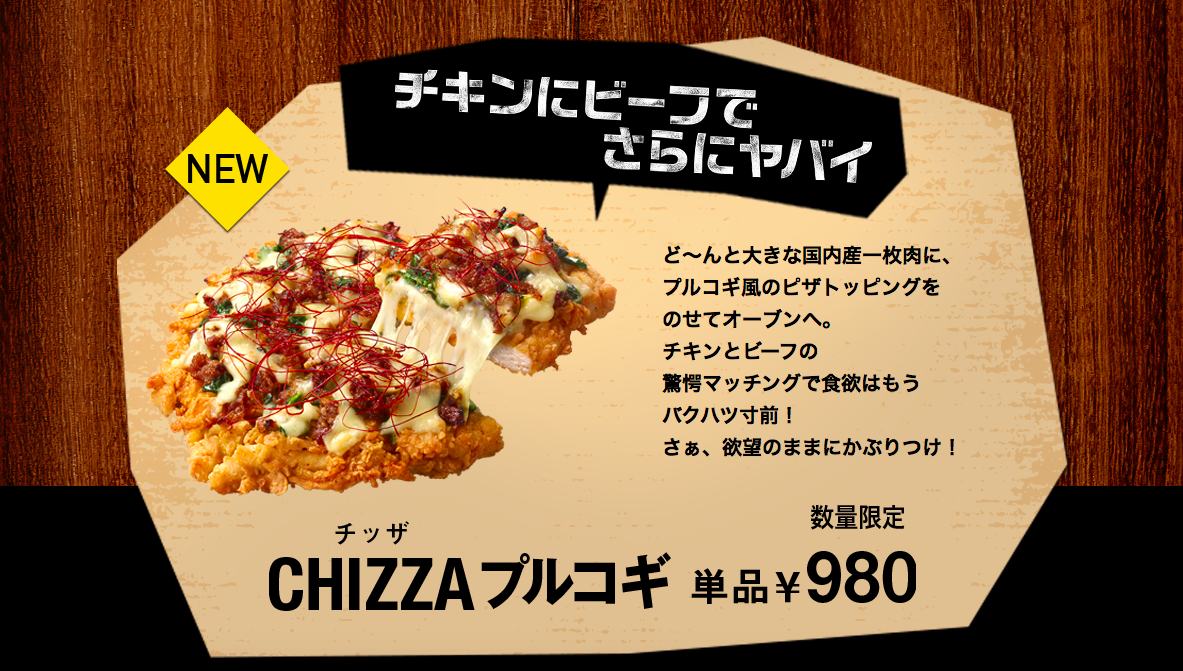 チキンにビーフで
さらにヤバイ
NEW
ど〜んと大きな国内産一枚肉に、
プルコギ風のピザトッピングを
のせてオーブンへ。
チキンとビーフの
驚愕マッチングで食欲はもう
バクハツ寸前！
さぁ、欲望のままにかぶりつけ！
数量限定
チッザ
CHIZZAプルコギ 単品¥980